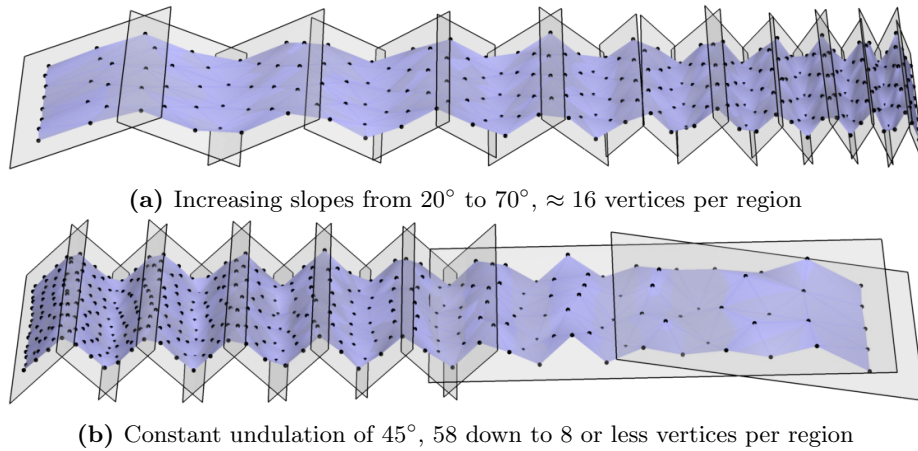 (a) Increasing slopes from 20° to 70°, ≈ 16 vertices per region
(b) Constant undulation of 45°, 58 down to 8 or less vertices per region